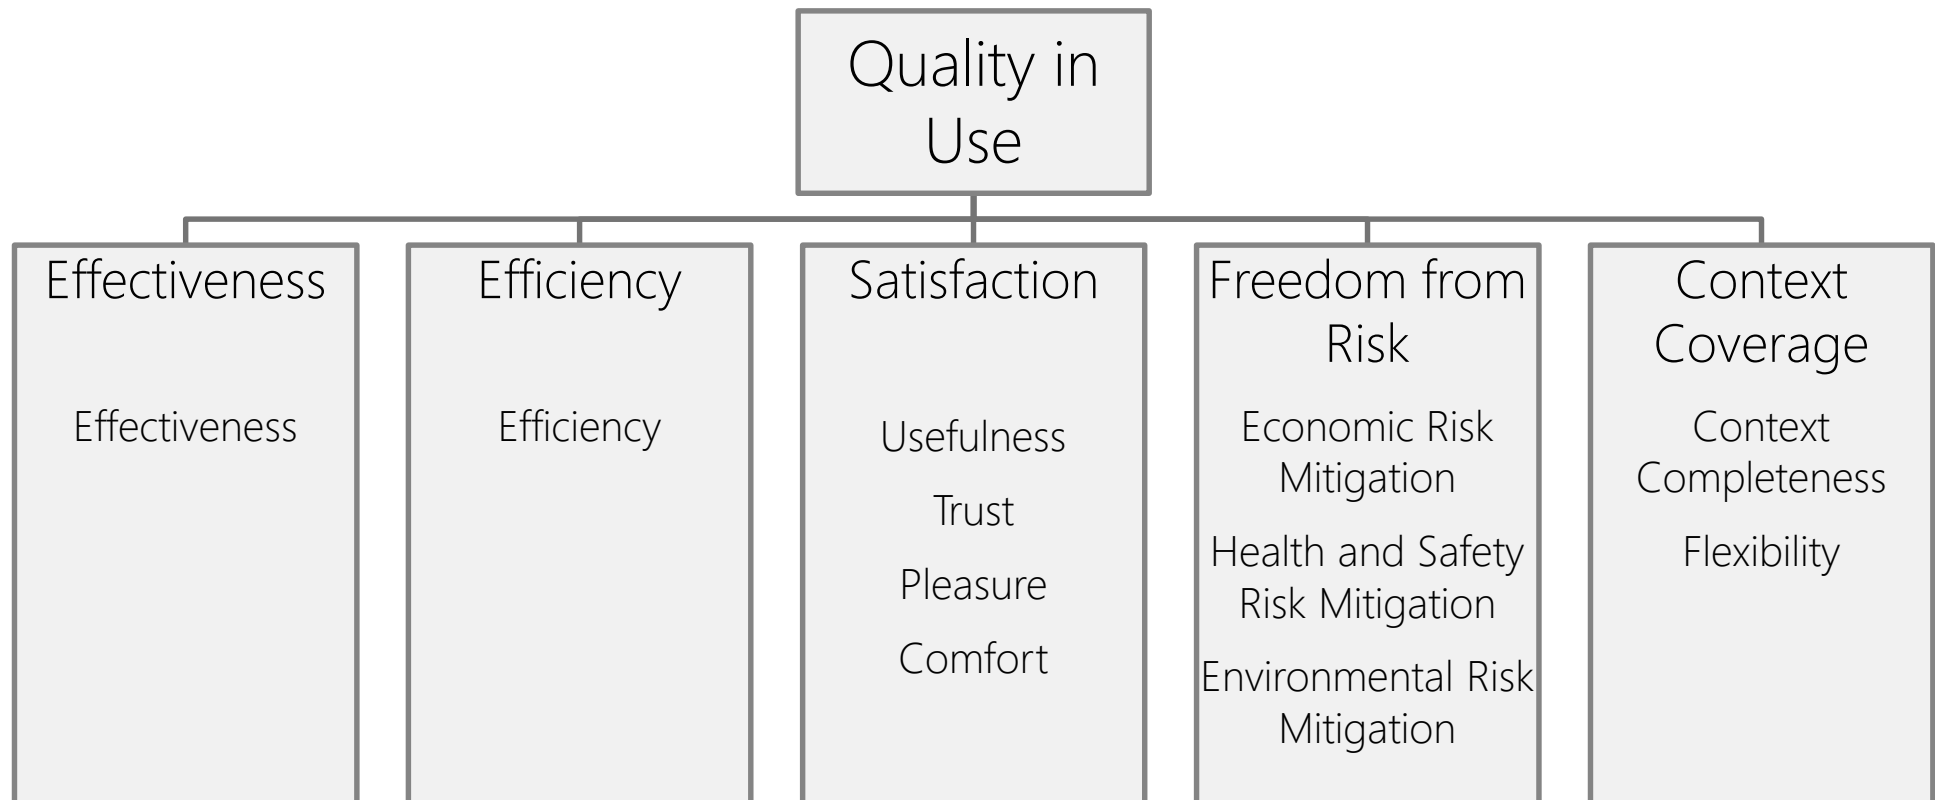 Quality in
Use
Effectiveness
Effectiveness
Efficiency
Efficiency
Satisfaction
Usefulness
Trust
Pleasure
Comfort
Freedom from
Risk
Economic Risk
Mitigation
Health and Safety
Risk Mitigation
Environmental Risk
Mitigation
Context
Coverage
Context
Completeness
Flexibility